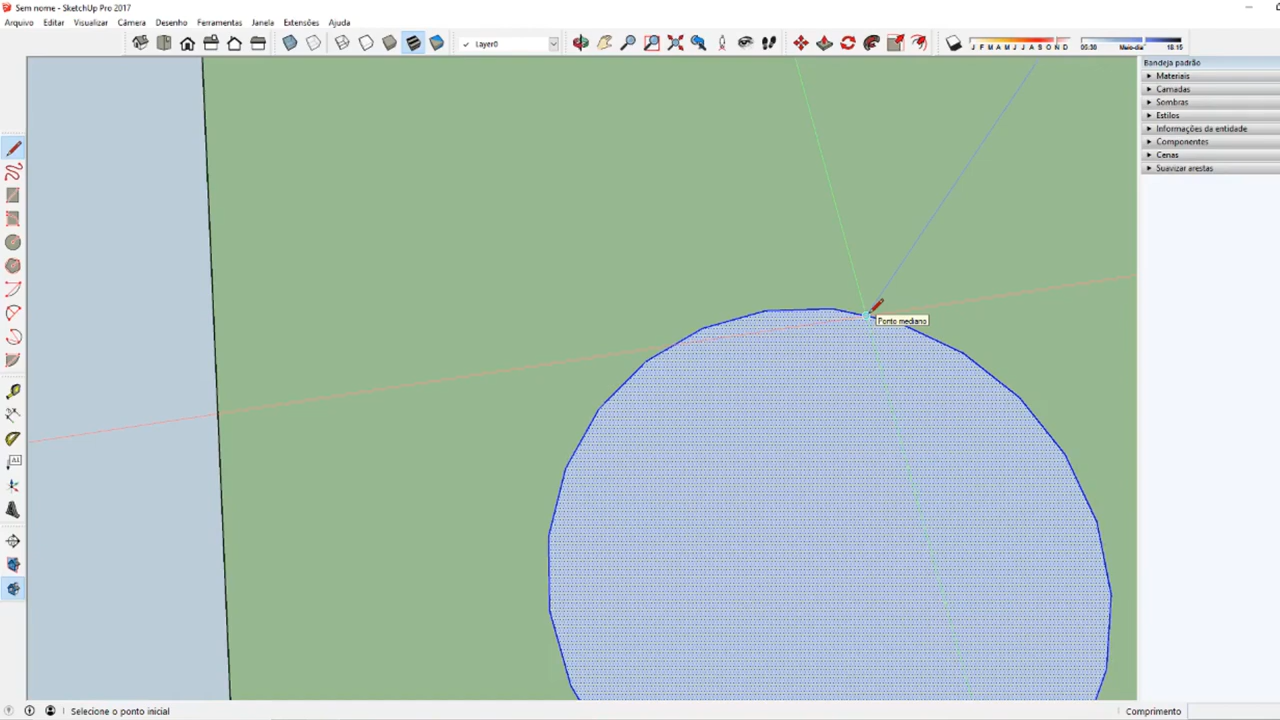 Sem nome - SketchUp Pro 2017
Arquivo Editar Visualizar Câmera Desenho Ferramentas Janela Extensões Ajuda
Layer0
J F M A M J J A S O N D
05:30 Meio-dia 18:15
Bandeja padrão
Materiais
Camadas
Sombras
Estilos
Informações da entidade
Componentes
Cenas
Suavizar arestas
Ponto mediano
A1
Selecione o ponto inicial
Comprimento